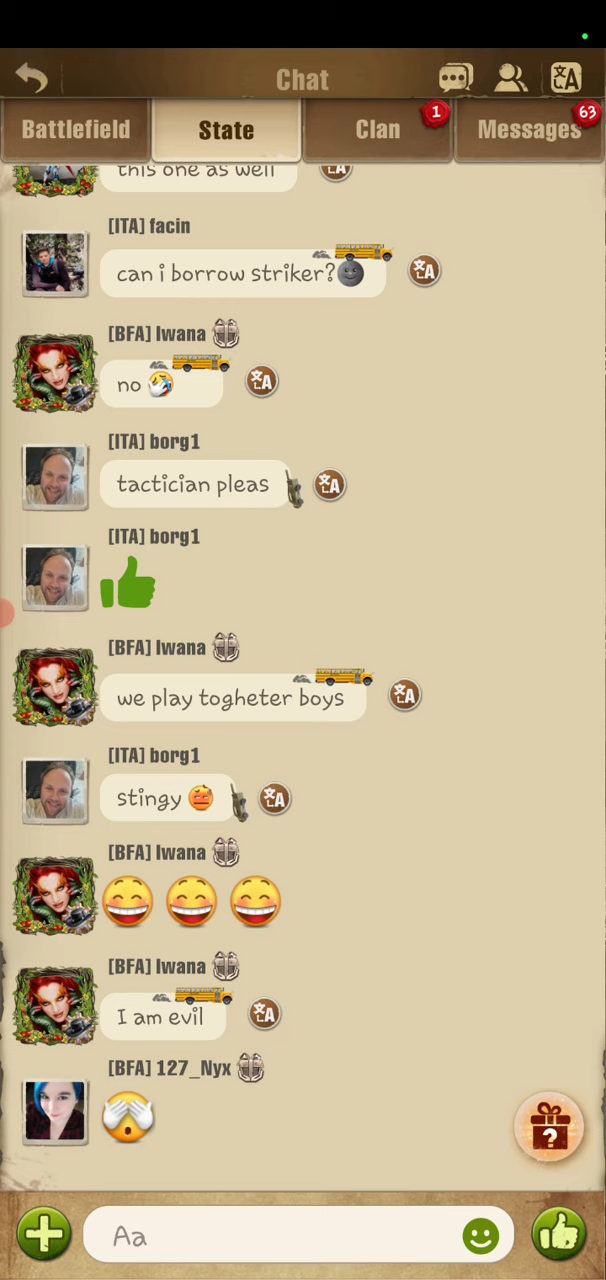 Chat
Battlefield
State
Clan
1
Messages
63
this one as well
[ITA] facin
can i borrow striker?
[BFA] Iwana
no
[ITA] borg1
tactician pleas
[ITA] borg1
[BFA] Iwana
we play togheter boys
[ITA] borg1
stingy
[BFA] Iwana
[BFA] Iwana
I am evil
[BFA] 127_Nyx
?
Aa